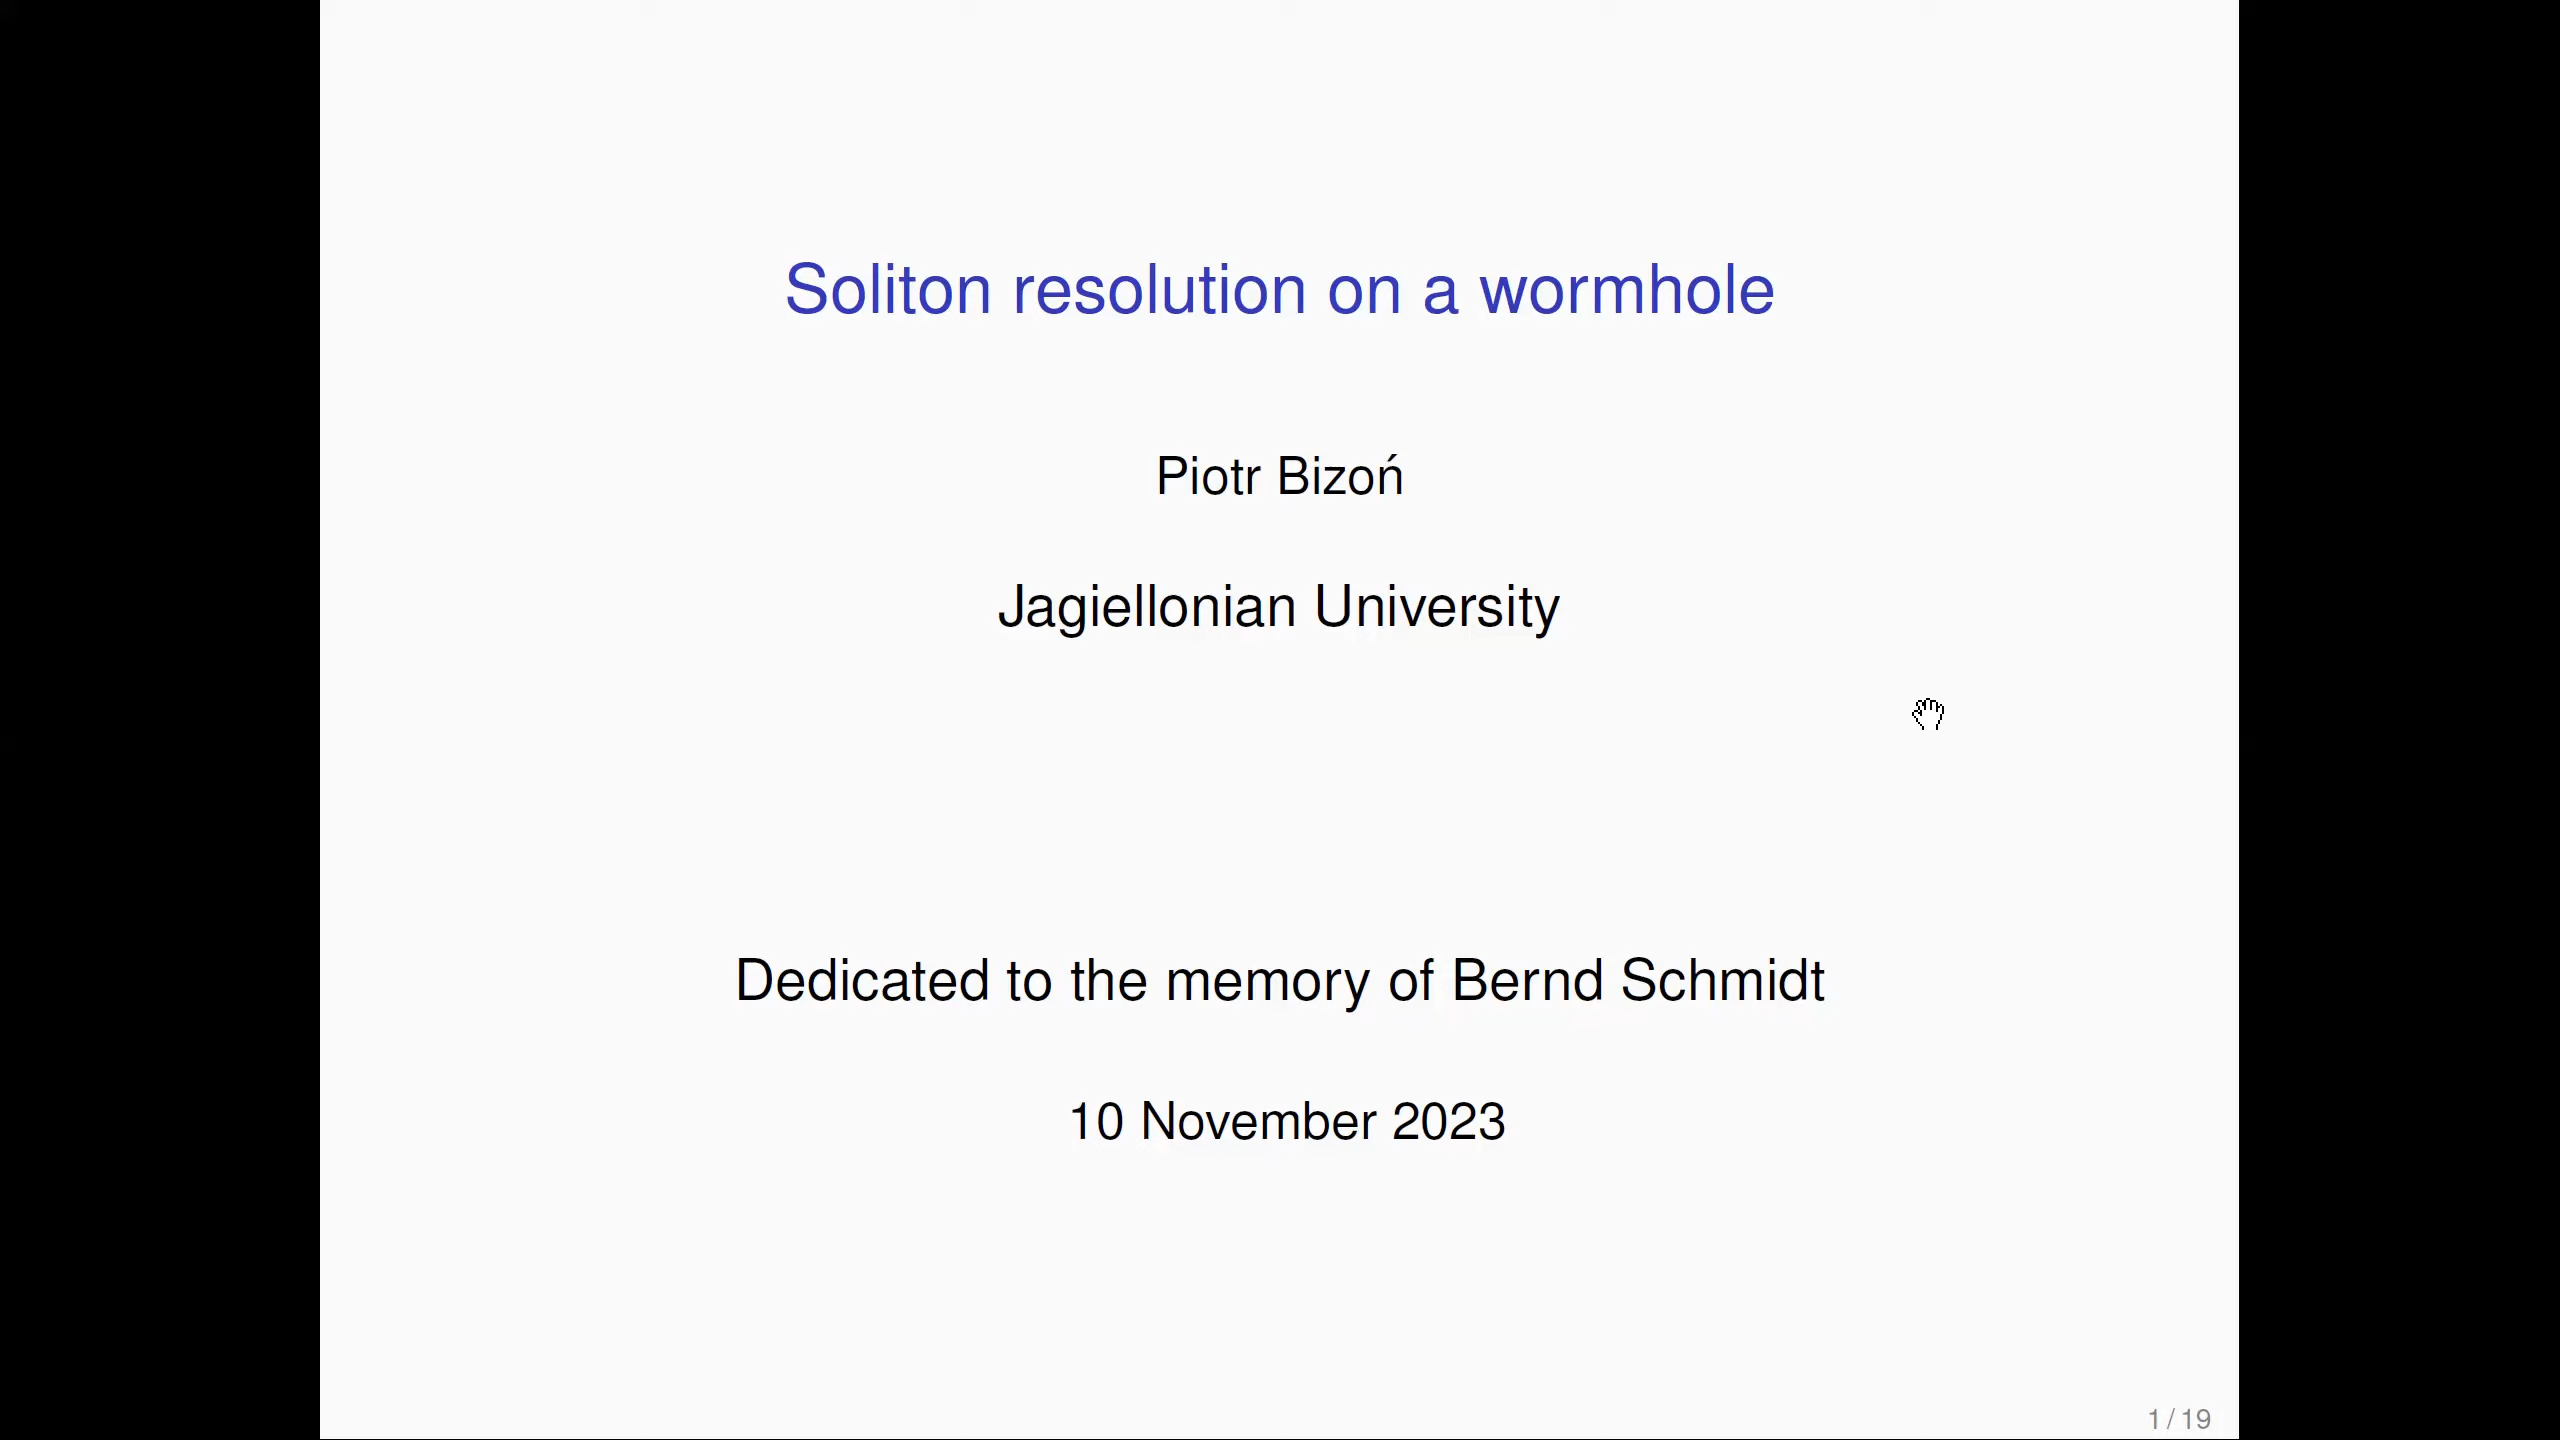 Soliton resolution on a wormhole
Piotr Bizoń
Jagiellonian University
Dedicated to the memory of Bernd Schmidt
10 November 2023
1 / 19